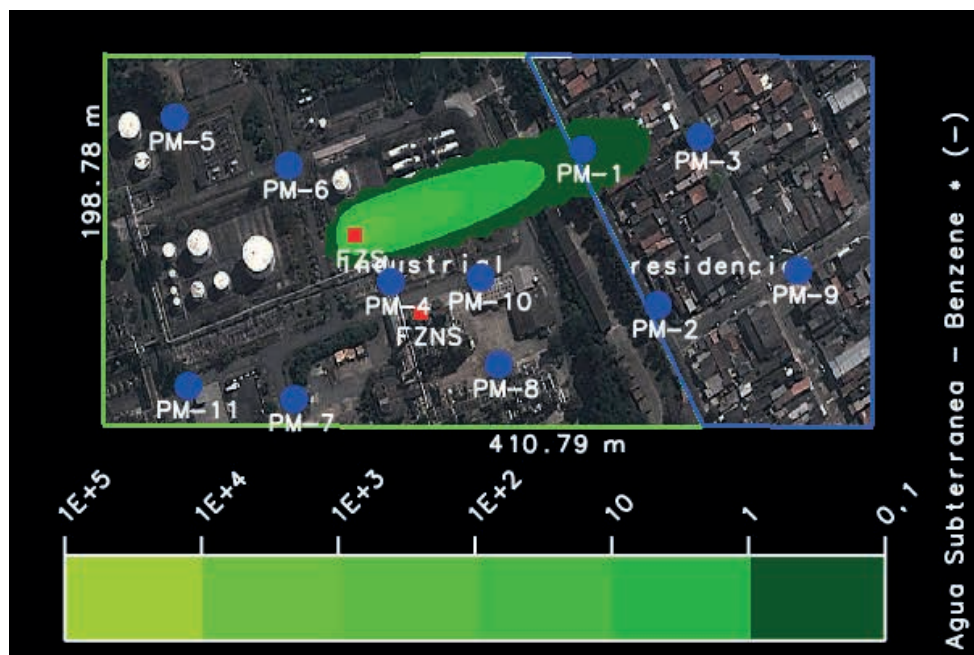 198.78 m
PM-5
PM-6
PM-1
PM-3
FZS
industrial
residencial
PM-4
PM-10
PM-9
FZNS
PM-2
PM-8
PM-11
PM-7
410.79 m
1E+5
1E+4
1E+3
1E+2
10
1
0,1
Agua Subterranea - Benzene * (-)